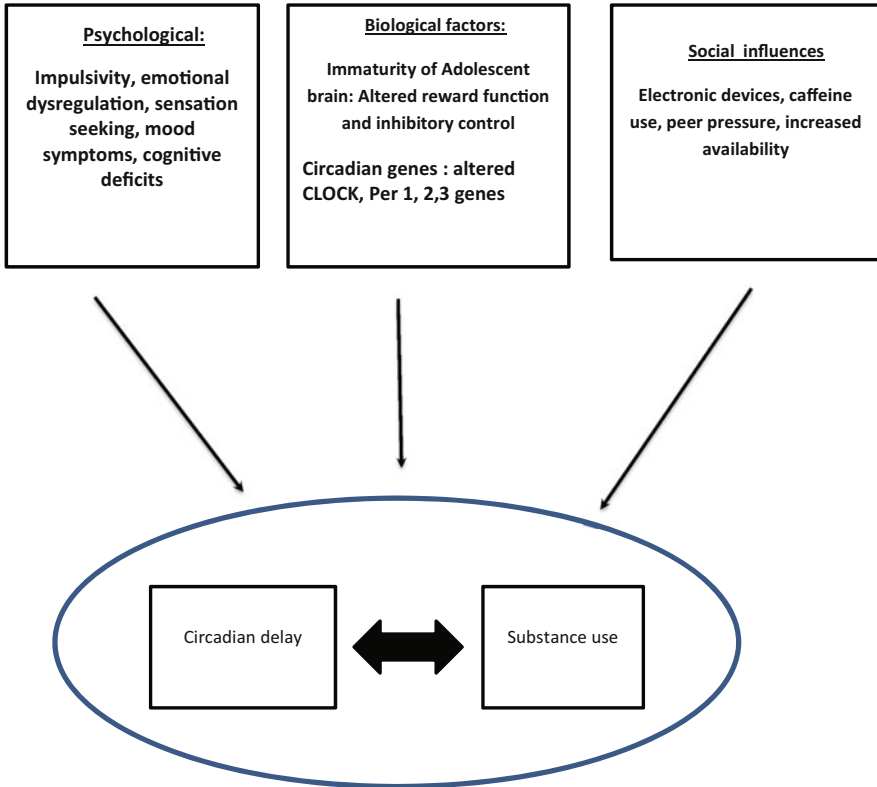 Psychological:
Impulsivity, emotional
dysregulation, sensation
seeking, mood
symptoms, cognitive
deficits
Biological factors:
Immaturity of Adolescent
brain: Altered reward function
and inhibitory control
Circadian genes : altered
CLOCK, Per 1, 2,3 genes
Social influences
Electronic devices, caffeine
use, peer pressure, increased
availability
Circadian delay
Substance use